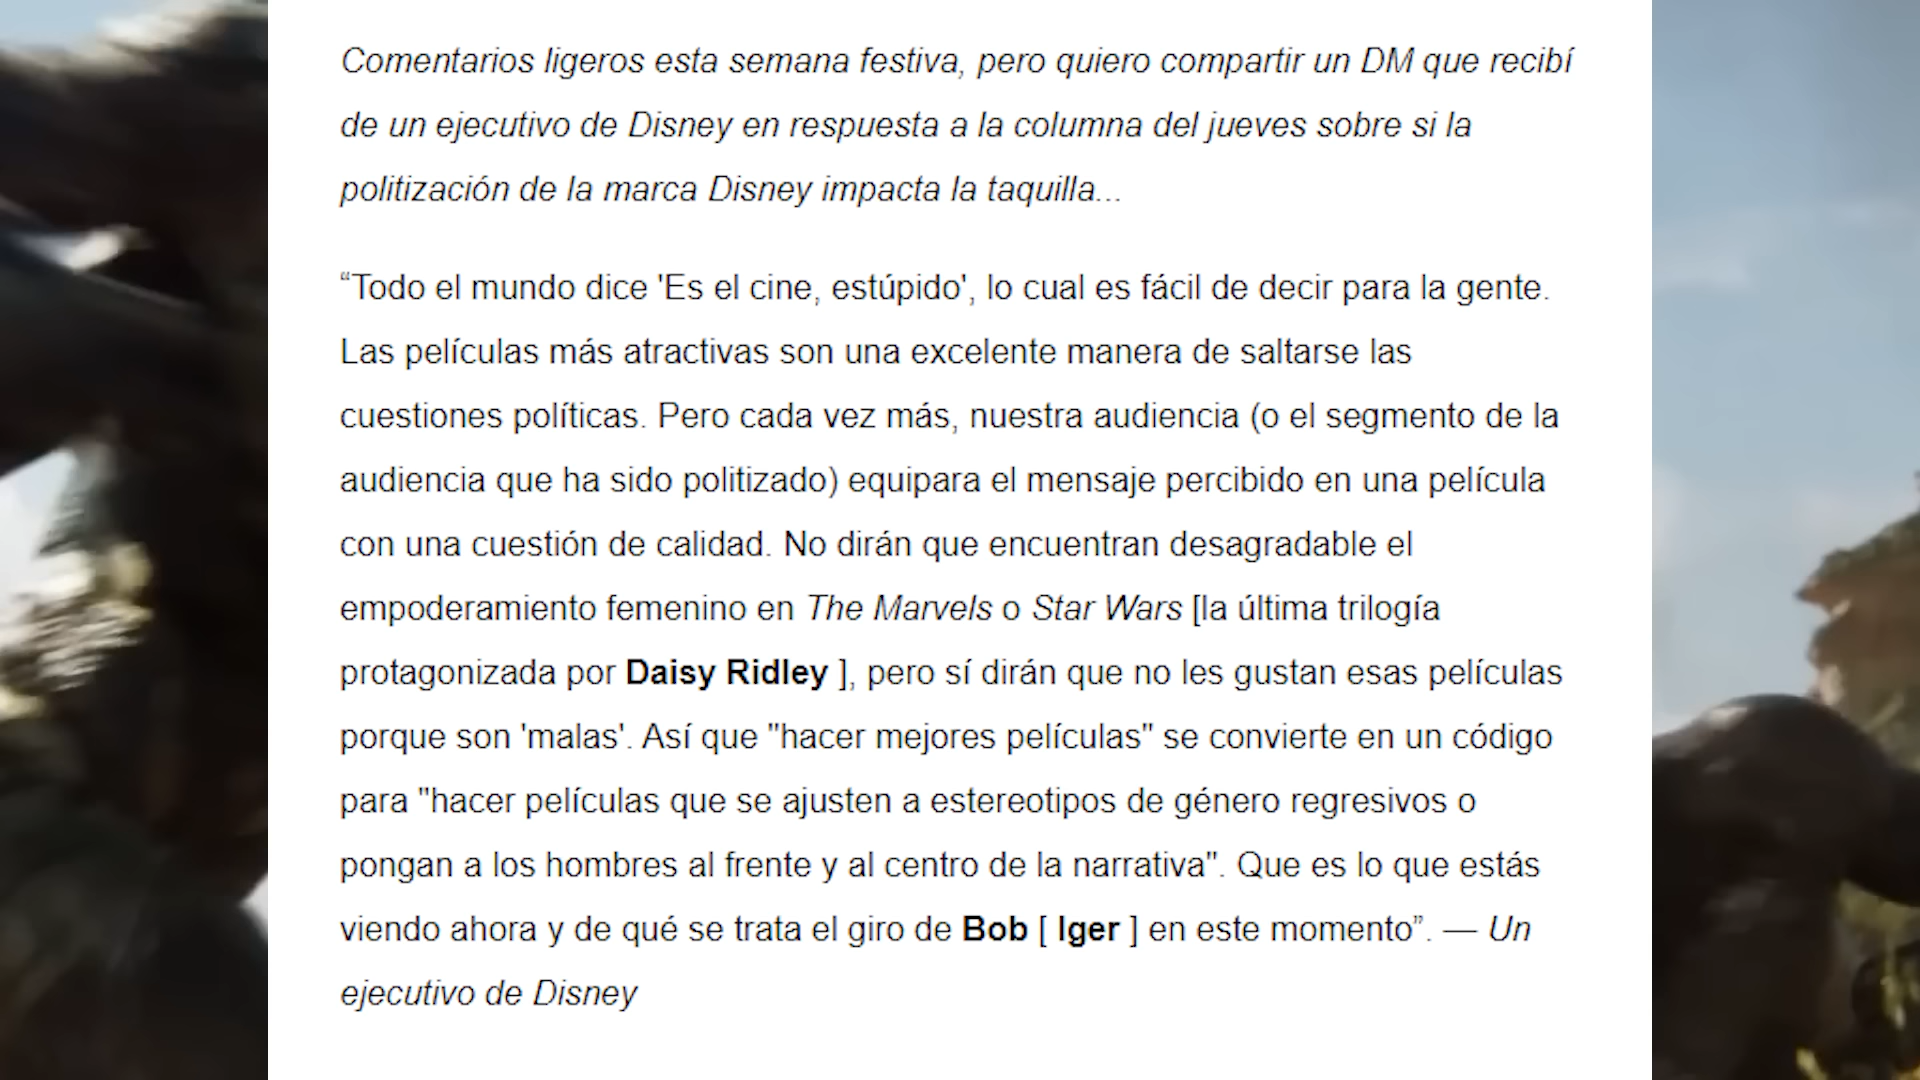 Comentarios ligeros esta semana festiva, pero quiero compartir un DM que recibí
de un ejecutivo de Disney en respuesta a la columna del jueves sobre si la
politización de la marca Disney impacta la taquilla...
“Todo el mundo dice 'Es el cine, estúpido', lo cual es fácil de decir para la gente.
Las películas más atractivas son una excelente manera de saltarse las
cuestiones políticas. Pero cada vez más, nuestra audiencia (o el segmento de la
audiencia que ha sido politizado) equipara el mensaje percibido en una película
con una cuestión de calidad. No dirán que encuentran desagradable el
empoderamiento femenino en The Marvels o Star Wars [la última trilogía
protagonizada por Daisy Ridley ], pero sí dirán que no les gustan esas películas
porque son 'malas'. Así que "hacer mejores películas" se convierte en un código
para "hacer películas que se ajusten a estereotipos de género regresivos o
pongan a los hombres al frente y al centro de la narrativa". Que es lo que estás
viendo ahora y de qué se trata el giro de Bob [ Iger ] en este momento”. — Un
ejecutivo de Disney